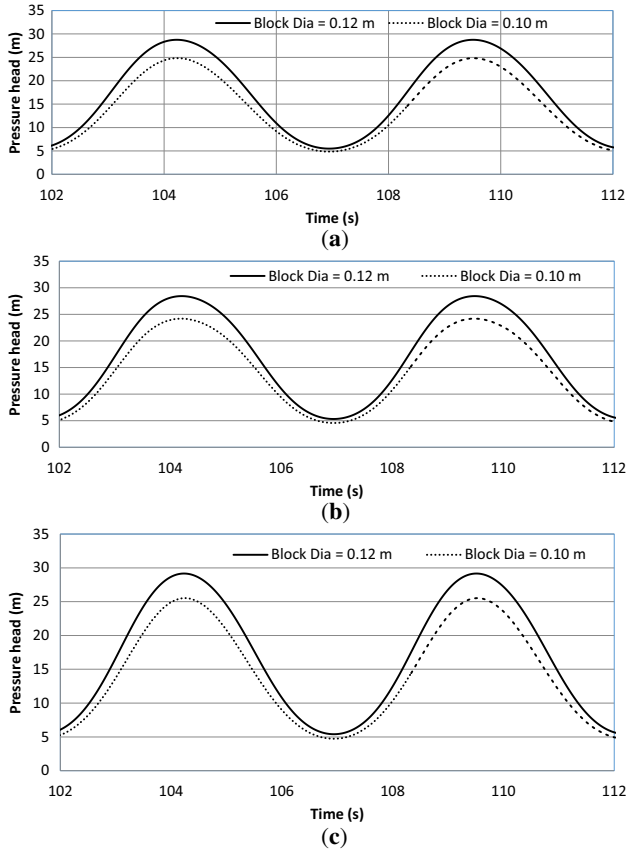 35
30
25
20
15
10
5
0
Pressure head (m)
Block Dia = 0.12 m
Block Dia = 0.10 m
102 104 106 108 110 112
Time (s)
(a)
35
30
25
20
15
10
5
0
Pressure head (m)
Block Dia = 0.12 m
Block Dia = 0.10 m
102 104 106 108 110 112
Time (s)
(b)
35
30
25
20
15
10
5
0
Pressure head (m)
Block Dia = 0.12 m
Block Dia = 0.10 m
102 104 106 108 110 112
Time (s)
(c)